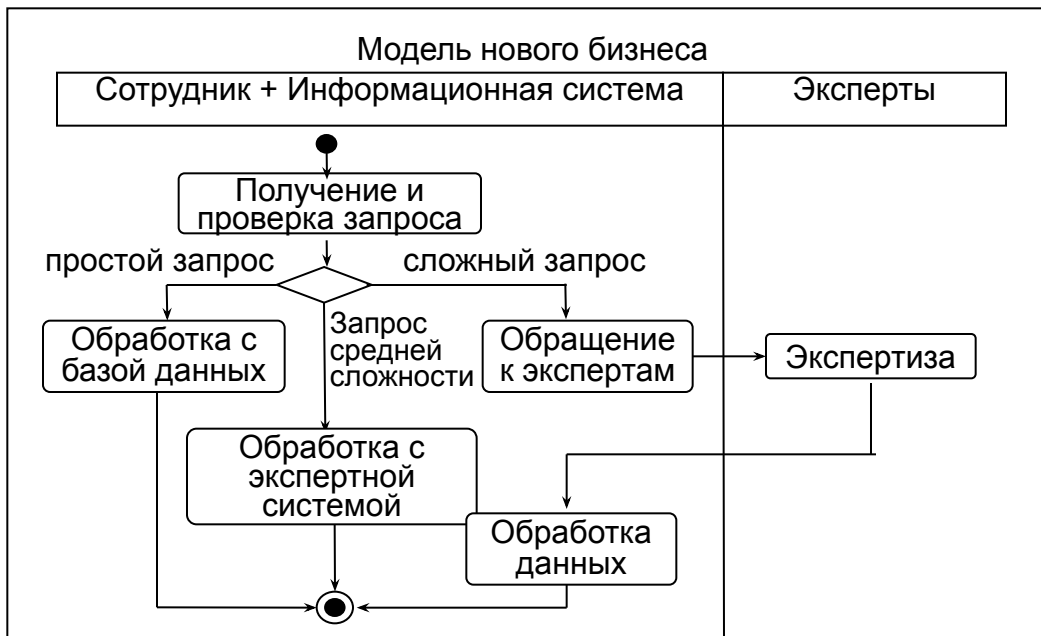 Модель нового бизнеса
Сотрудник + Информационная система
Эксперты
Получение и
проверка запроса
простой запрос
сложный запрос
Обработка с
базой данных
Запрос
средней
сложности
Обращение
к экспертам
Экспертиза
Обработка с
экспертной
системой
Обработка
данных